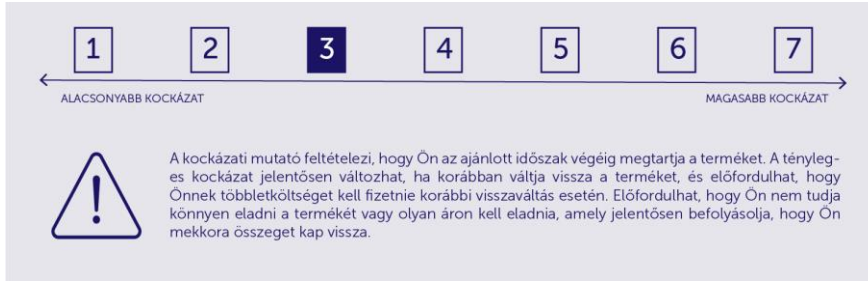 1 2 3 4 5 6 7
ALACSONYABB KOCKÁZAT MAGASABB KOCKÁZAT
A kockázati mutató feltételezi, hogy Ön az ajánlott időszak végéig megtartja a terméket. A tényleg-
es kockázat jelentősen változhat, ha korábban váltja vissza a terméket, és előfordulhat, hogy
Önnek többletköltséget kell fizetnie korábbi visszaváltás esetén. Előfordulhat, hogy Ön nem tudja
könnyen eladni a termékét vagy olyan áron kell eladnia, amely jelentősen befolyásolja, hogy Ön
mekkora összeget kap vissza.